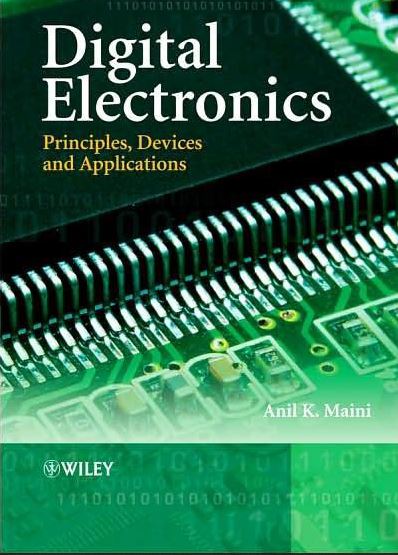 Digital
Electronics
Principles, Devices
and Applications
Anil K. Maini
WILEY